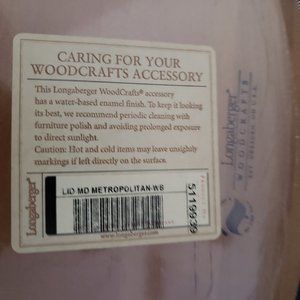 CARING FOR YOUR
WOODCRAFTS ACCESSORY
This Longaberger WoodCrafts® accessory
has a water-based enamel finish. To keep it looking
its best, we recommend periodic cleaning with
furniture polish and avoiding prolonged exposure
to direct sunlight.
Caution: Hot and cold items may leave unsightly
markings if left directly on the surface.
Longaberger®
LID MD METROPOLITAN-WB
5119939
www.longaberger.com
Longaberger®
WOODCRAFTS